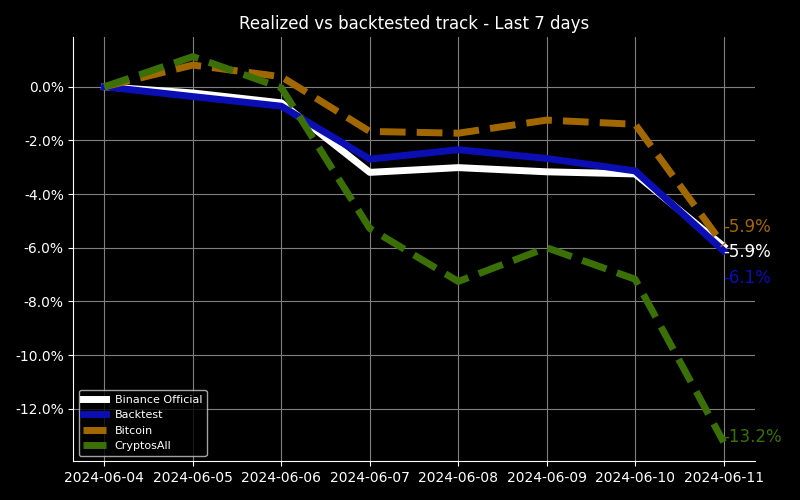 Realized vs backtested track - Last 7 days
0.0%
-2.0%
-4.0%
-6.0%
-8.0%
-10.0%
-12.0%
-5.9%
-5.9%
-6.1%
-13.2%
Binance Official
Backtest
Bitcoin
CryptosAll
2024-06-04 2024-06-05 2024-06-06 2024-06-07 2024-06-08 2024-06-09 2024-06-10 2024-06-11